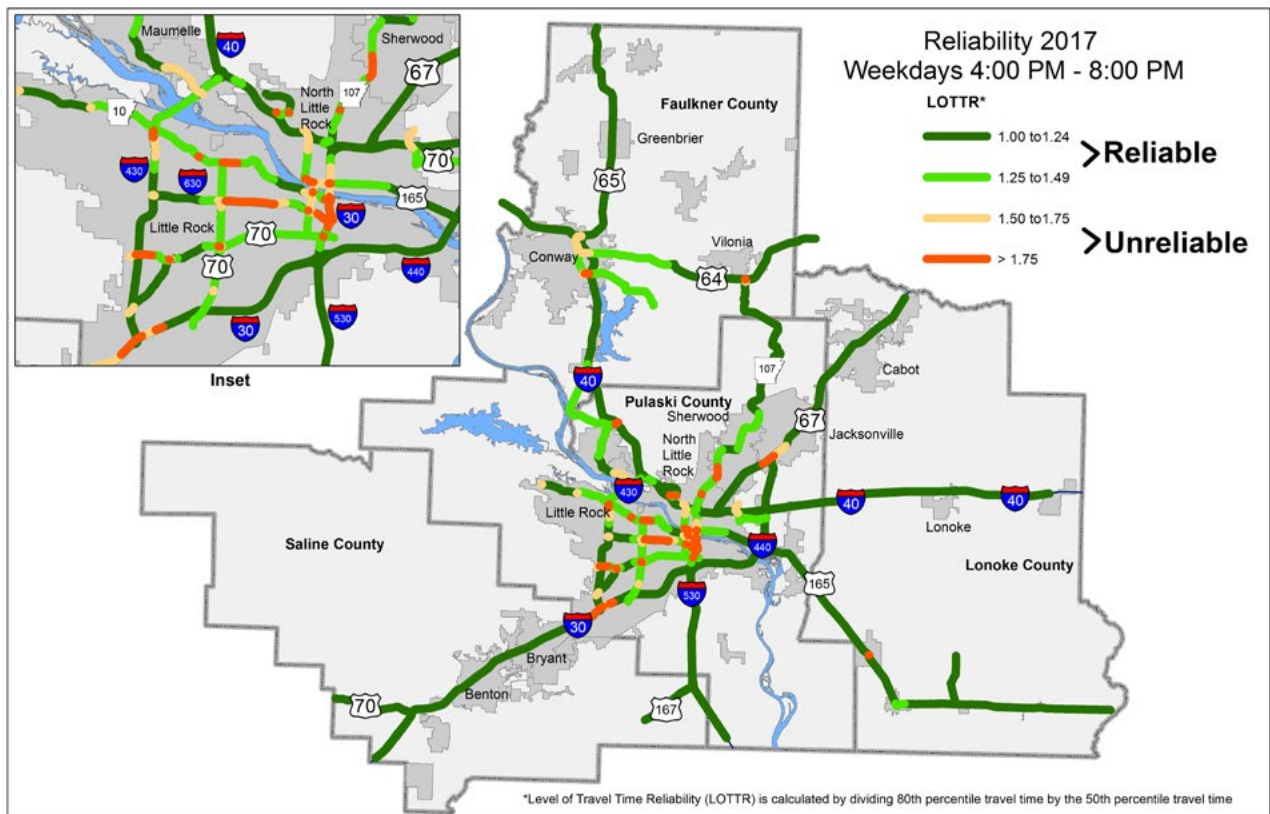 Reliability 2017
Weekdays 4:00 PM - 8:00 PM
LOTTR*
1.00 to1.24
1.25 to1.49
1.50 to1.75
> 1.75
Reliable
Unreliable
Maumelle
40
Sherwood
67
107
North
Little
Rock
10
70
430
630
165
Little Rock
30
70
70
440
30
530
Inset
Faulkner County
Greenbrier
65
Vilonia
Conway
64
107
Cabot
40
Pulaski County
Sherwood
67
Jacksonville
North
Little
Rock
430
40
40
Little Rock
Lonoke
Saline County
440
Lonoke County
165
530
30
Bryant
Benton
70
167
*Level of Travel Time Reliability (LOTTR) is calculated by dividing 80th percentile travel time by the 50th percentile travel time